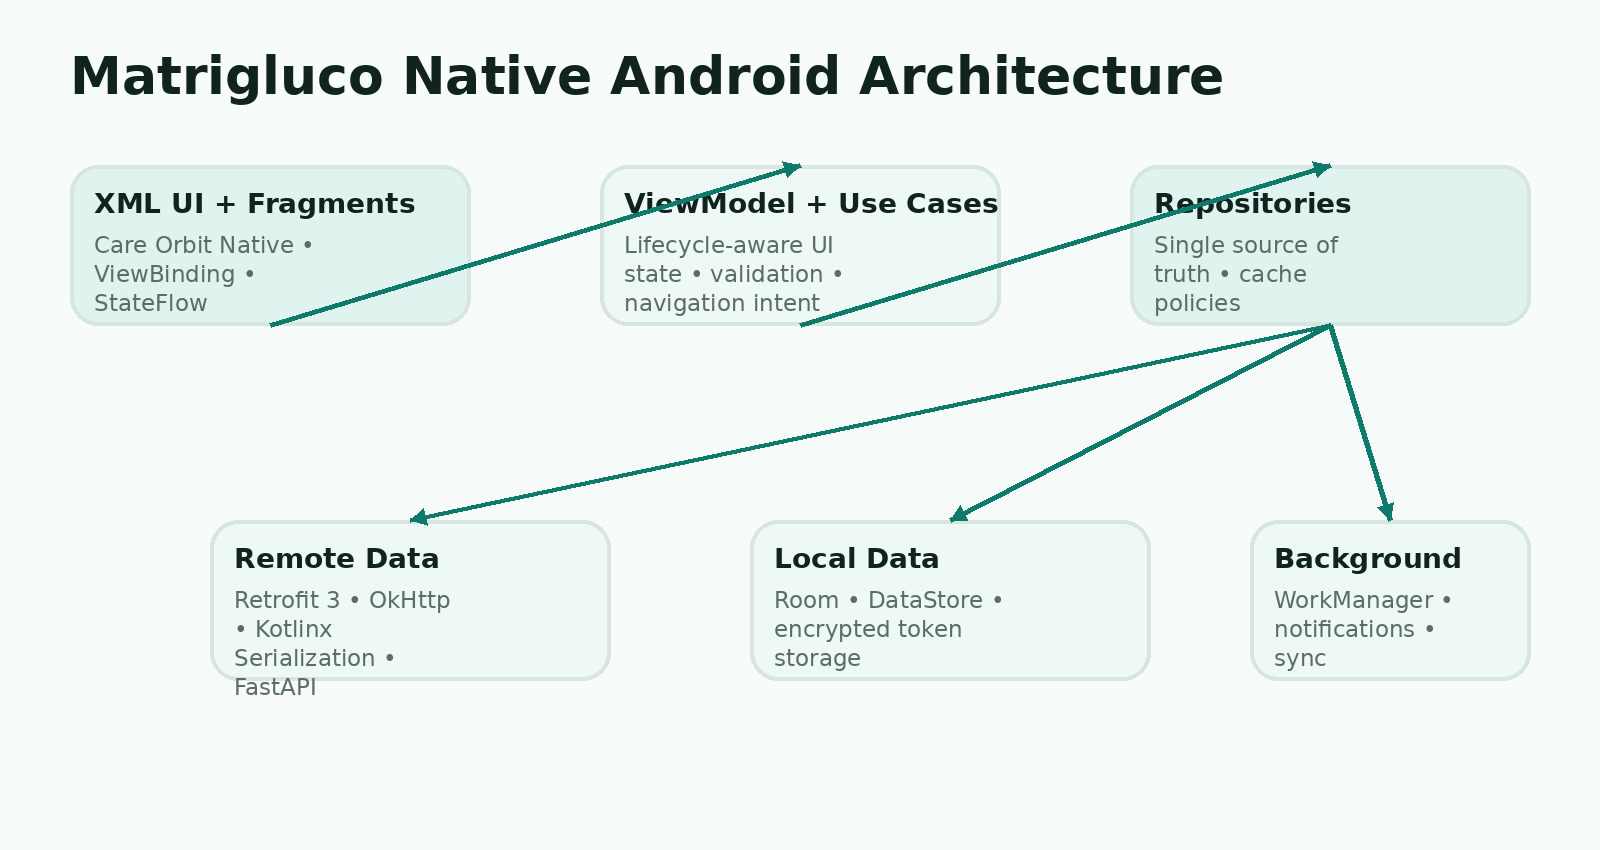 Matrigluco Native Android Architecture
XML UI + Fragments
Care Orbit Native •
ViewBinding •
StateFlow
ViewModel + Use Cases
Lifecycle-aware UI
state • validation •
navigation intent
Repositories
Single source of
truth • cache
policies
Remote Data
Retrofit 3 • OkHttp
• Kotlinx
Serialization •
FastAPI
Local Data
Room • DataStore •
encrypted token
storage
Background
WorkManager •
notifications •
sync